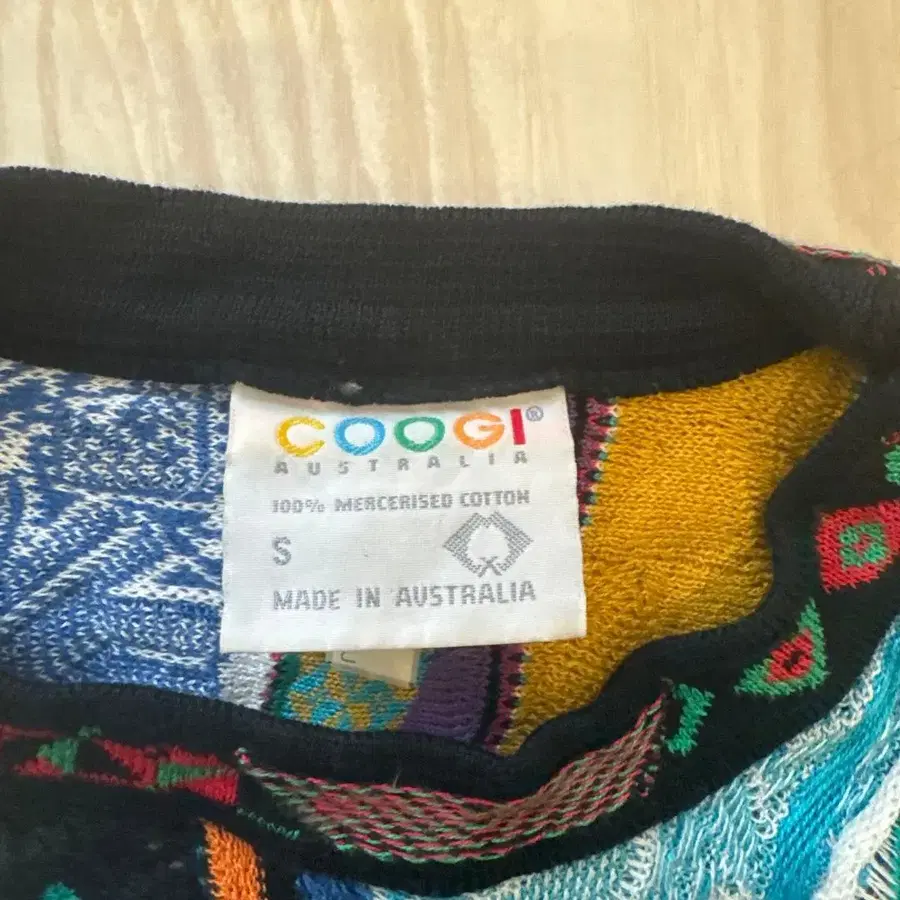 COOGI®
AUSTRALIA
100% MERCERISED COTTON
S
MADE IN AUSTRALIA